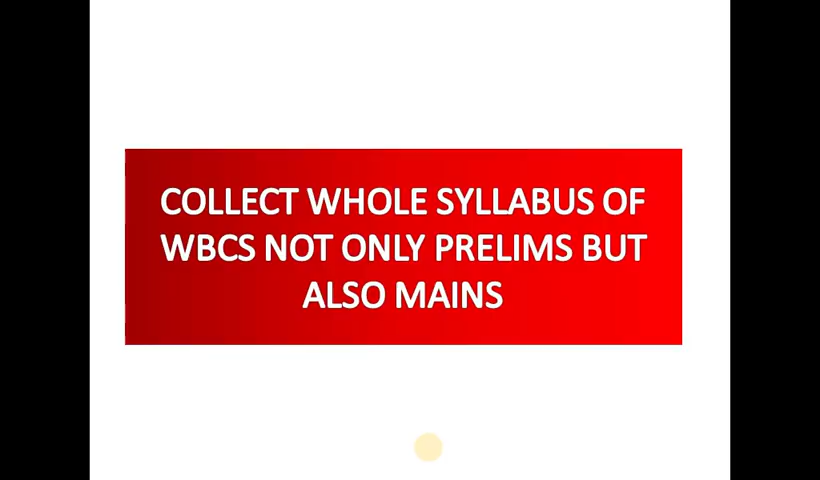 COLLECT WHOLE SYLLABUS OF
WBCS NOT ONLY PRELIMS BUT
ALSO MAINS